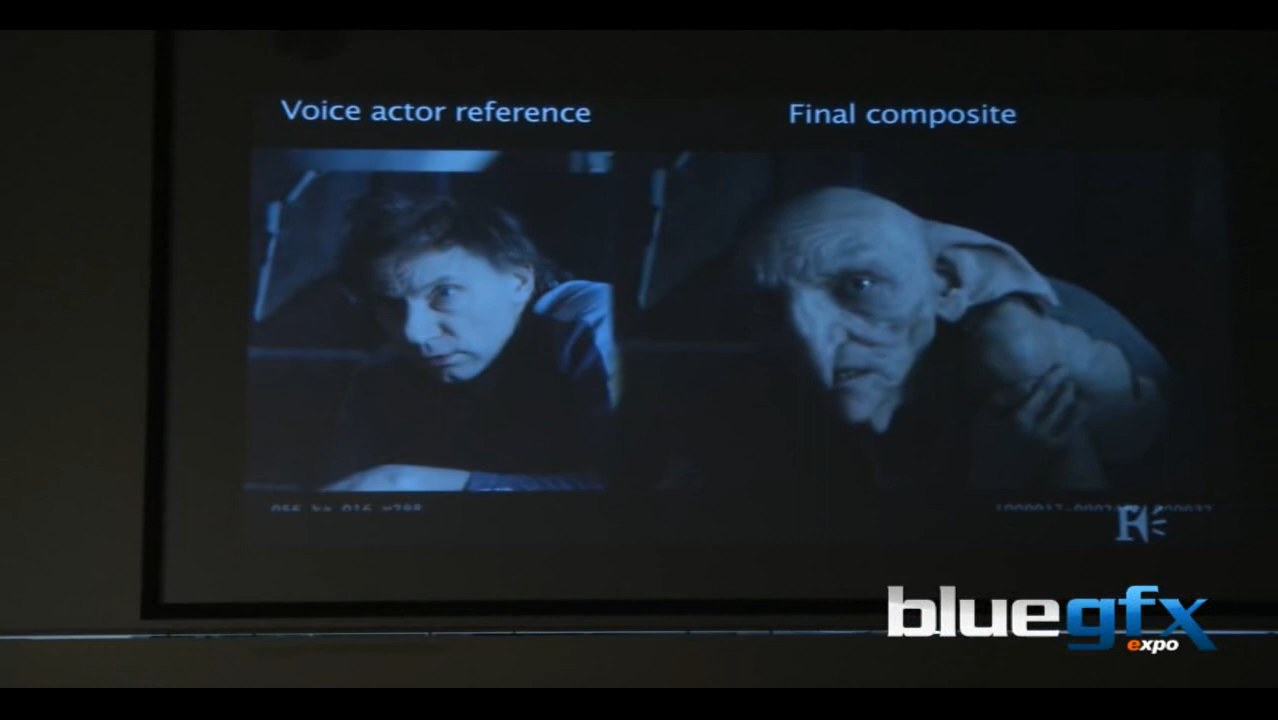 Voice actor reference
Final composite
bluegfx
expo